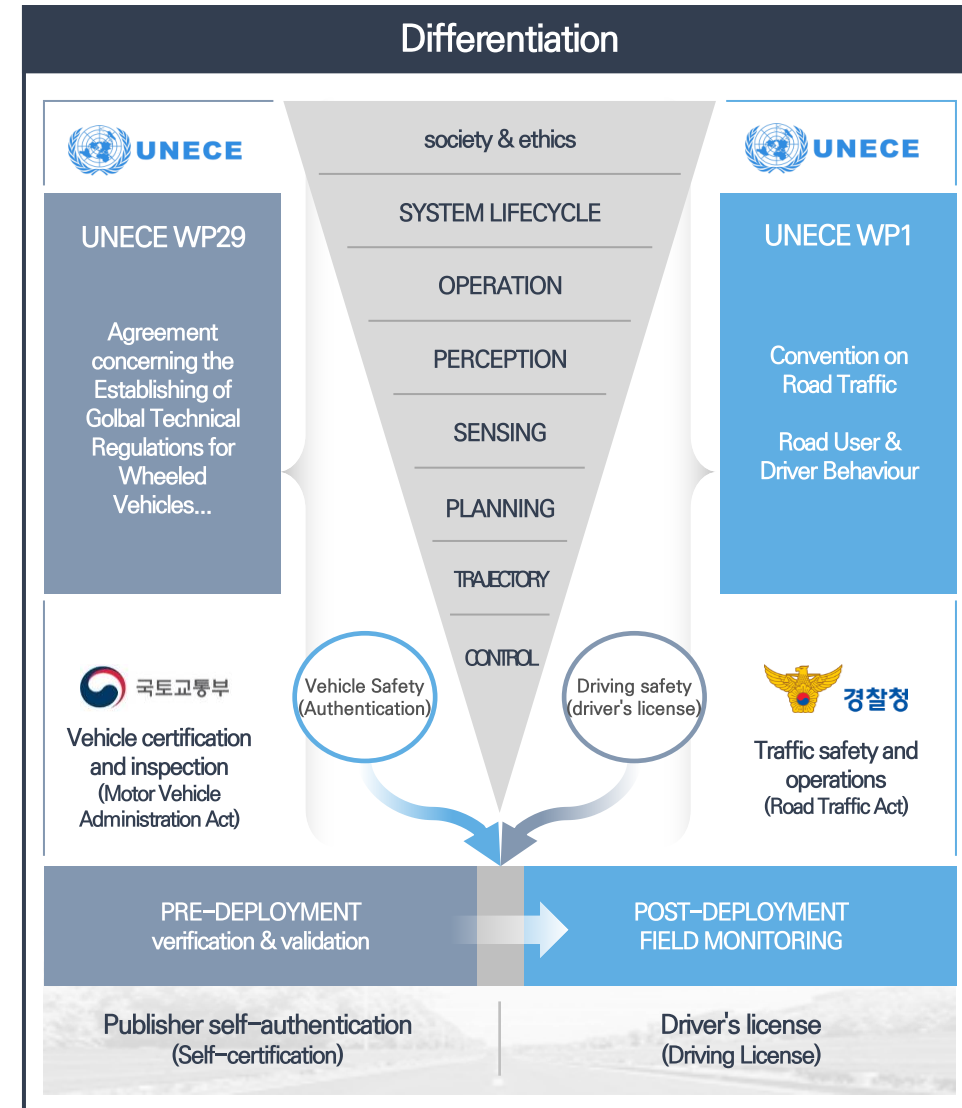 Differentiation
UNECE
UNECE WP29
Agreement
concerning the
Establishing of
Golbal Technical
Regulations for
Wheeled
Vehicles...
society & ethics
SYSTEM LIFECYCLE
OPERATION
PERCEPTION
SENSING
PLANNING
TRAJECTORY
CONTROL
UNECE
UNECE WP1
Convention on
Road Traffic
Road User &
Driver Behaviour
국토교통부
Vehicle certification
and inspection
(Motor Vehicle
Administration Act)
Vehicle Safety
(Authentication)
Driving safety
(driver's license)
경찰청
Traffic safety and
operations
(Road Traffic Act)
PRE-DEPLOYMENT
verification & validation
POST-DEPLOYMENT
FIELD MONITORING
Publisher self-authentication
(Self-certification)
Driver's license
(Driving License)